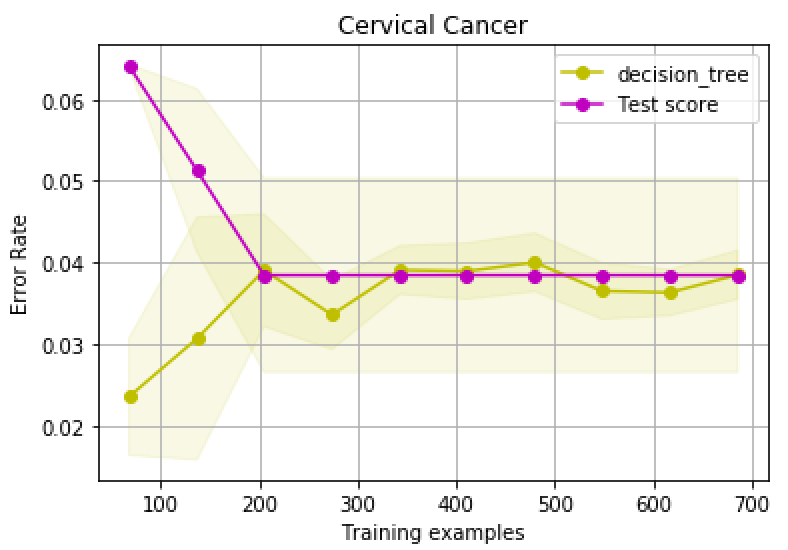 Cervical Cancer
decision_tree
Test score
0.06
0.05
0.04
0.03
0.02
Error Rate
100 200 300 400 500 600 700
Training examples